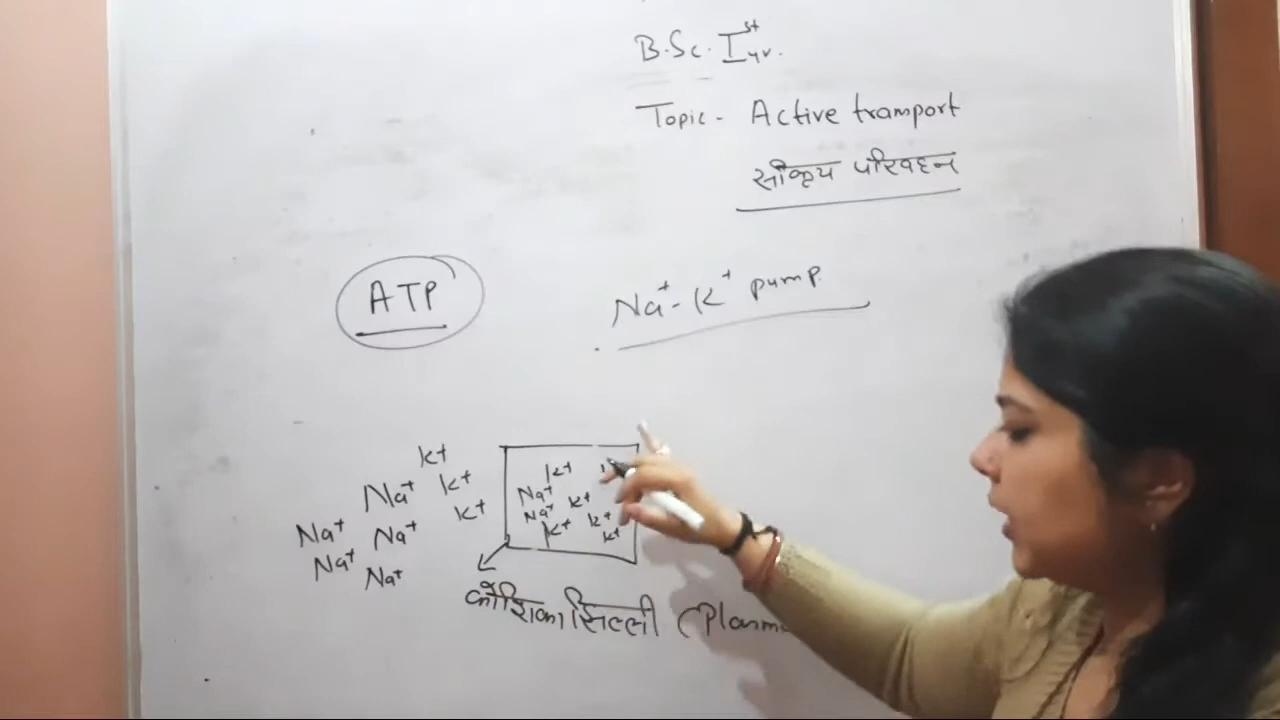 B.Sc. Ist yr.
Topic - Active transport
सक्रिय परिवहन
ATP
Na+- K+ pump.
K+
Na+ K+
K+
Na+ Na+
Na+
Na+
K+
Na+ K+
Na+
K+ K+
K+
कोशिका झिल्ली (Plasma